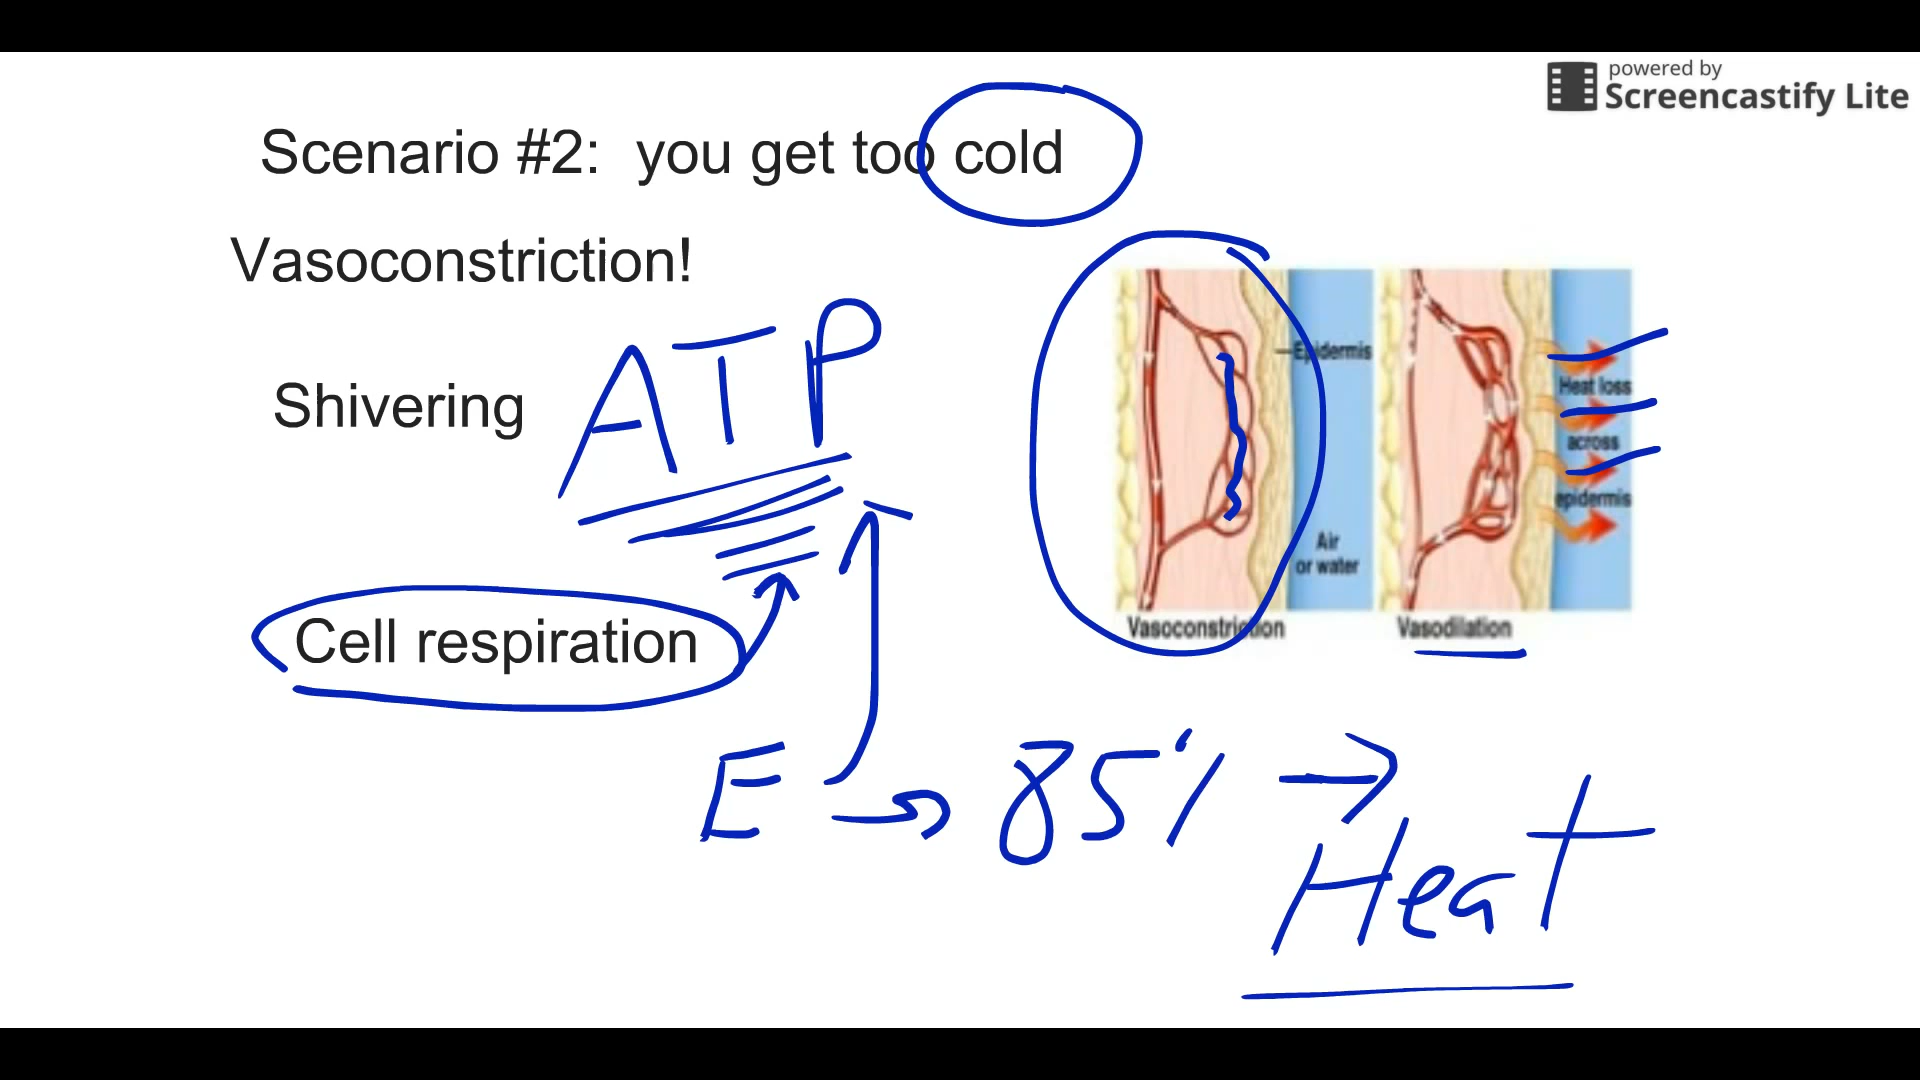 powered by
Screencastify Lite
Scenario #2: you get too cold
Vasoconstriction!
ATP
Shivering
Cell respiration
Epidermis
Air
or water
Vasoconstriction
Heat loss
across
epidermis
Vasodilation
E → 85% →
Heat